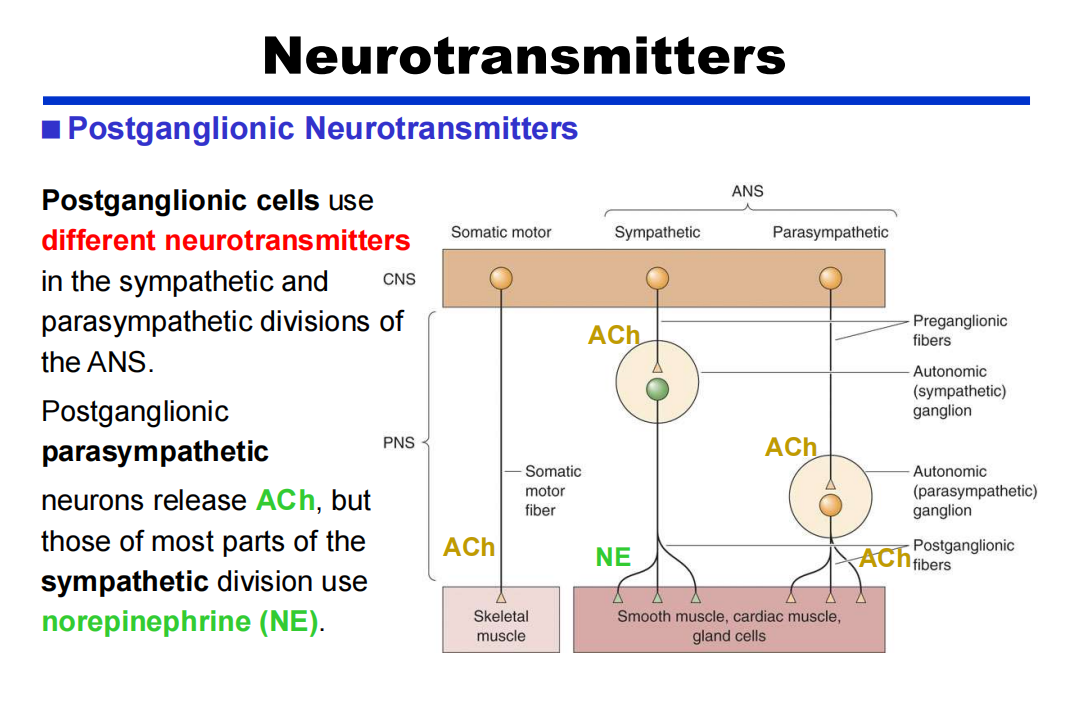 Neurotransmitters
■ Postganglionic Neurotransmitters
Postganglionic cells use
different neurotransmitters
in the sympathetic and
parasympathetic divisions of
the ANS.
Postganglionic
parasympathetic
neurons release ACh, but
those of most parts of the
sympathetic division use
norepinephrine (NE).
ANS
Somatic motor
Sympathetic
Parasympathetic
CNS
ACh
Preganglionic
fibers
Autonomic
(sympathetic)
ganglion
PNS
ACh
Somatic
motor
fiber
Autonomic
(parasympathetic)
ganglion
ACh
NE
ACh
Postganglionic
fibers
Skeletal
muscle
Smooth muscle, cardiac muscle,
gland cells